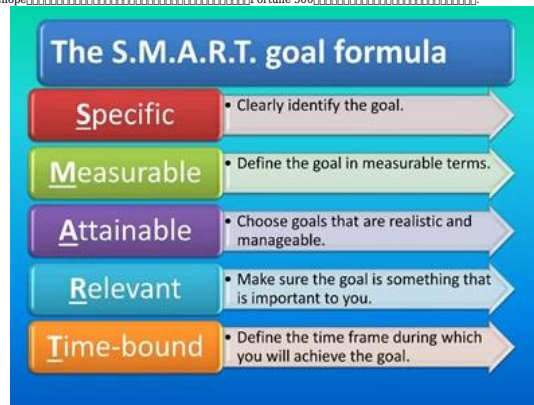 The S.M.A.R.T. goal formula
Specific
• Clearly identify the goal.
Measurable
• Define the goal in measurable terms.
Attainable
• Choose goals that are realistic and
manageable.
Relevant
• Make sure the goal is something that
is important to you.
Time-bound
• Define the time frame during which
you will achieve the goal.